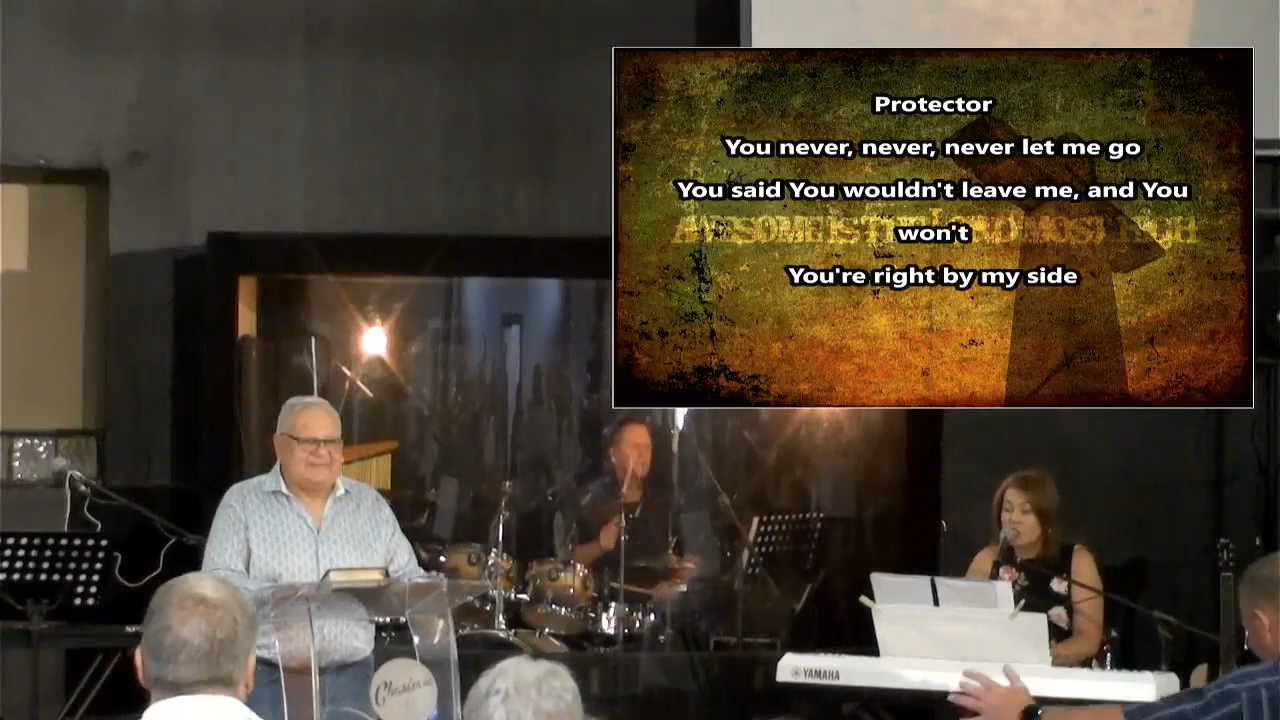 Protector
You never, never, never let me go
You said You wouldn't leave me, and You
won't
You're right by my side
YAMAHA